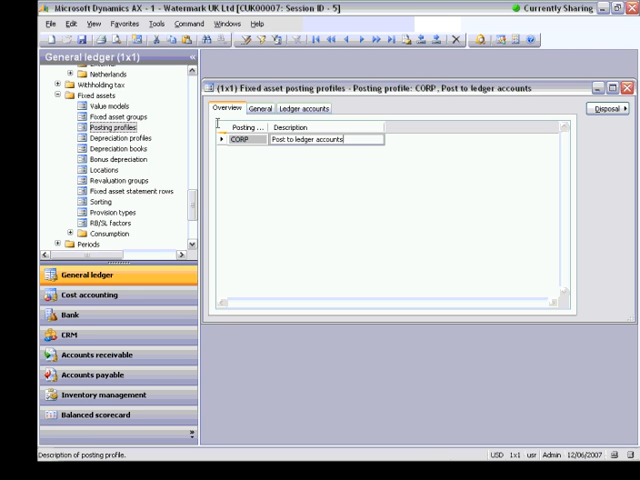 Microsoft Dynamics AX - 1 - Watermark UK Ltd [CUK00007: Session ID - 5]
Currently Sharing
File Edit View Favorites Tools Command Windows Help
General ledger (1x1)
Netherlands
Withholding tax
Fixed assets
Value models
Fixed asset groups
Posting profiles
Depreciation profiles
Depreciation books
Bonus depreciation
Locations
Revaluation groups
Fixed asset statement rows
Sorting
Provision types
RB/SL factors
Consumption
Periods
General ledger
Cost accounting
Bank
CRM
Accounts receivable
Accounts payable
Inventory management
Balanced scorecard
(1x1) Fixed asset posting profiles - Posting profile: CORP, Post to ledger accounts
Overview General Ledger accounts
Disposal
Posting ... Description
CORP Post to ledger accounts
Description of posting profile.
USD 1x1 usr Admin 12/06/2007